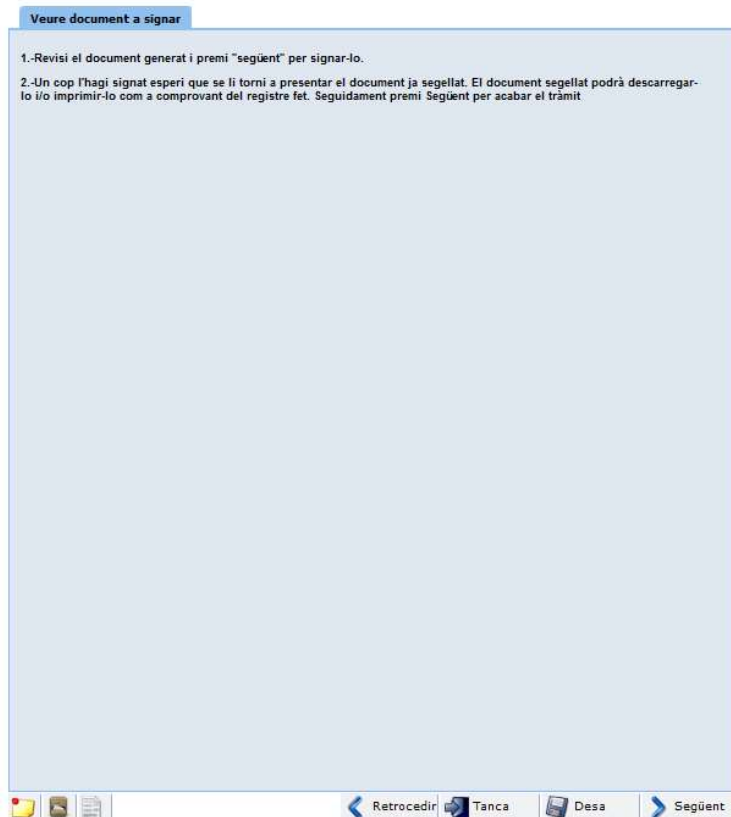 Veure document a signar
1.-Revisi el document generat i premi "següent" per signar-lo.
2.-Un cop l'hagi signat esperi que se li torni a presentar el document ja segellat. El document segellat podrà descarregar-
lo i/o imprimir-lo com a comprovant del registre fet. Seguidament premi Següent per acabar el tràmit
Retrocedir Tanca Desa Següent